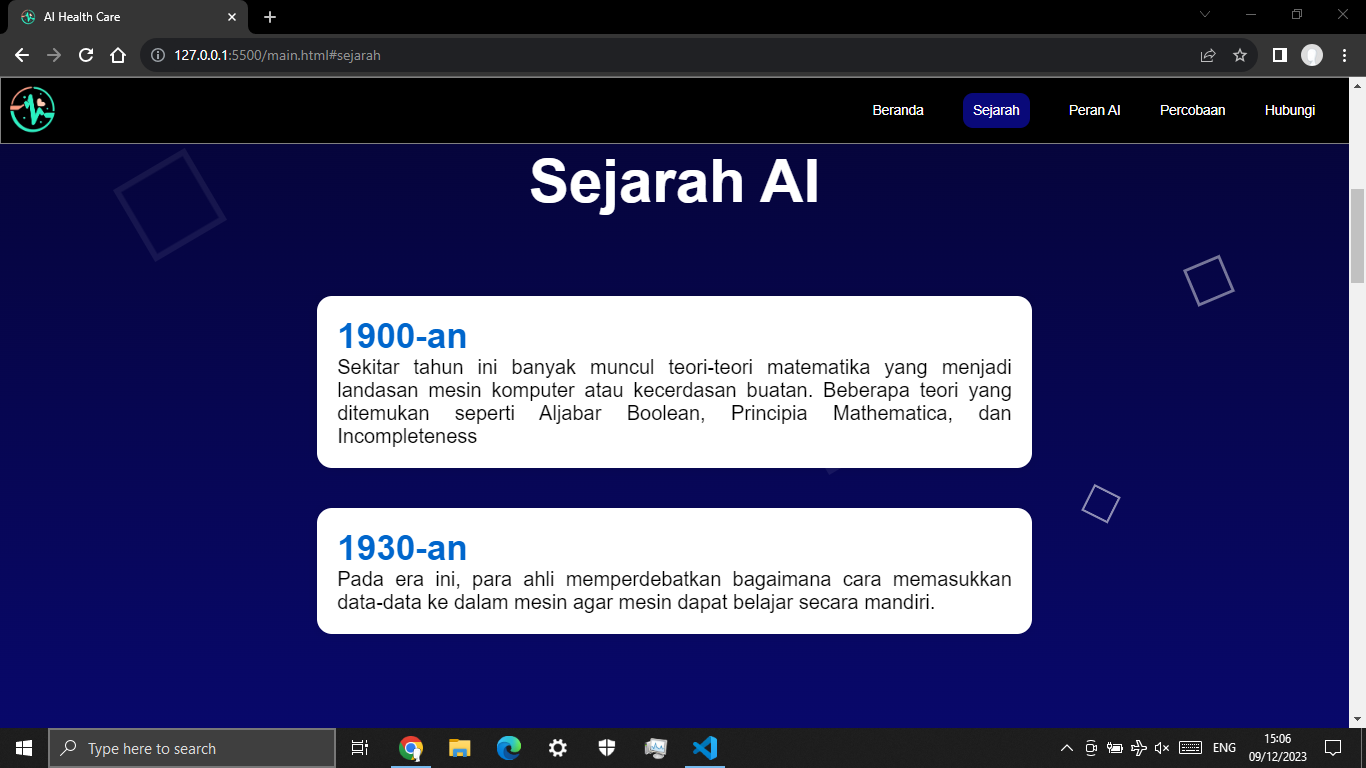 AI Health Care
127.0.0.1:5500/main.html#sejarah
Beranda
Sejarah
Peran AI
Percobaan
Hubungi
Sejarah AI
1900-an
Sekitar tahun ini banyak muncul teori-teori matematika yang menjadi
landasan mesin komputer atau kecerdasan buatan. Beberapa teori yang
ditemukan seperti Aljabar Boolean, Principia Mathematica, dan
Incompleteness
1930-an
Pada era ini, para ahli memperdebatkan bagaimana cara memasukkan
data-data ke dalam mesin agar mesin dapat belajar secara mandiri.
Type here to search
ENG
15:06
09/12/2023